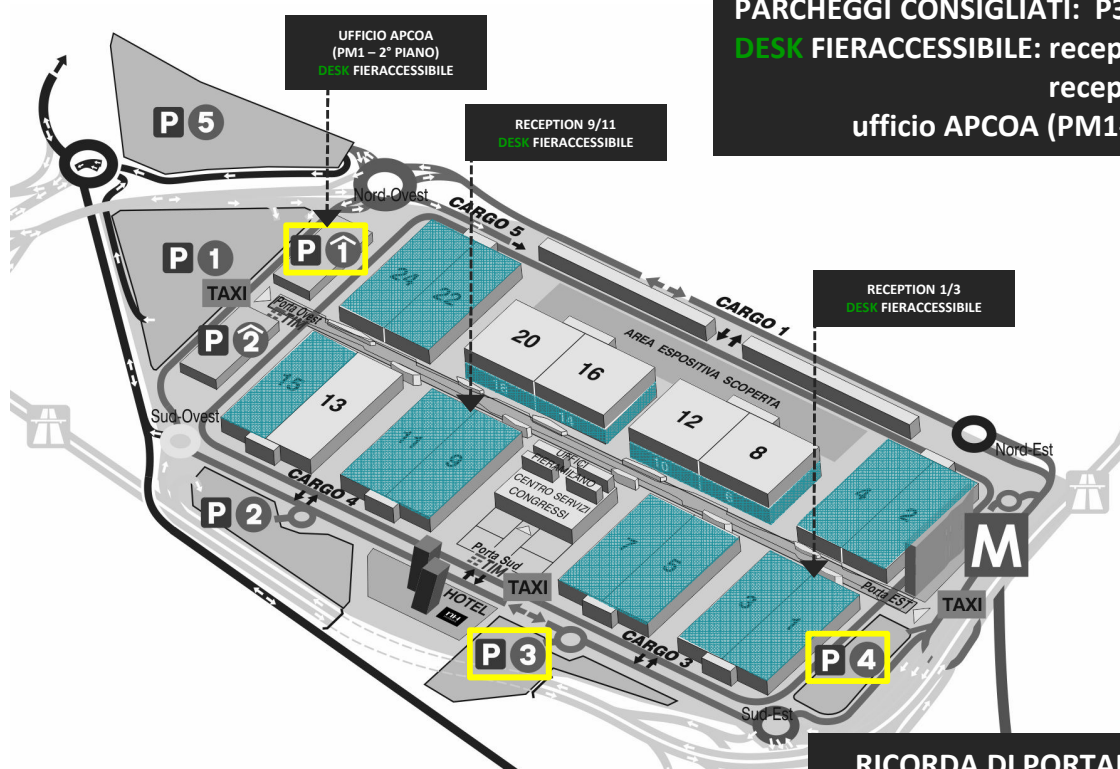 PARCHEGGI CONSIGLIATI: P3
DESK FIERACCESSIBILE: recep
recep
ufficio APCOA (PM1-
UFFICIO APCOA
(PM1 – 2° PIANO)
DESK FIERACCESSIBILE
RECEPTION 9/11
DESK FIERACCESSIBILE
RECEPTION 1/3
DESK FIERACCESSIBILE
P 5
Nord-Ovest
CARGO 5
P 1
P 1
TAXI
Porta Ovest
TIM
24
22
CARGO 1
AREA ESPOSITIVA SCOPERTA
P 2
20
16
18
14
15
13
12
8
10
6
Sud-Ovest
11
9
UFFICI
FIERAMILANO
CENTRO SERVIZI
CONGRESSI
Nord-Est
4
2
M
CARGO 4
P 2
Porta Sud
TIM
7
5
TAXI
HOTEL
NH
3
1
Porta EST
TAXI
P 3
CARGO 3
P 4
Sud-Est
RICORDA DI PORTA